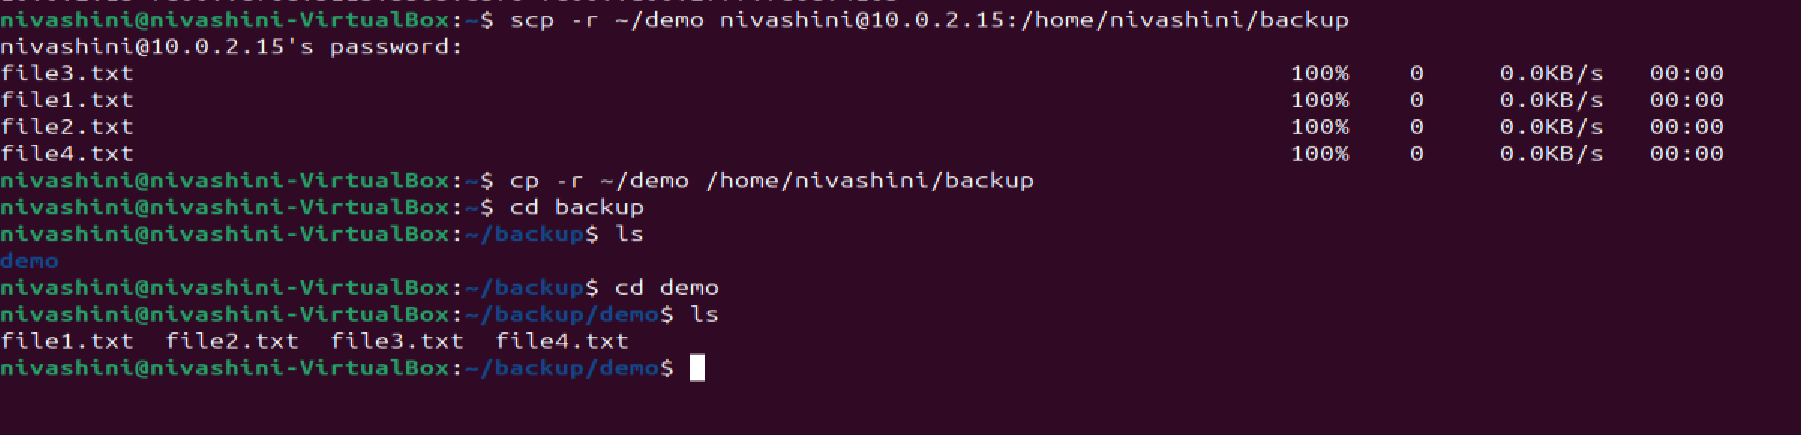 nivashini@nivashini-VirtualBox:~$ scp -r ~/demo nivashini@10.0.2.15:/home/nivashini/backup
nivashini@10.0.2.15's password:
file3.txt 100% 0 0.0KB/s 00:00
file1.txt 100% 0 0.0KB/s 00:00
file2.txt 100% 0 0.0KB/s 00:00
file4.txt 100% 0 0.0KB/s 00:00
nivashini@nivashini-VirtualBox:~$ cp -r ~/demo /home/nivashini/backup
nivashini@nivashini-VirtualBox:~$ cd backup
nivashini@nivashini-VirtualBox:~/backup$ ls
demo
nivashini@nivashini-VirtualBox:~/backup$ cd demo
nivashini@nivashini-VirtualBox:~/backup/demo$ ls
file1.txt file2.txt file3.txt file4.txt
nivashini@nivashini-VirtualBox:~/backup/demo$